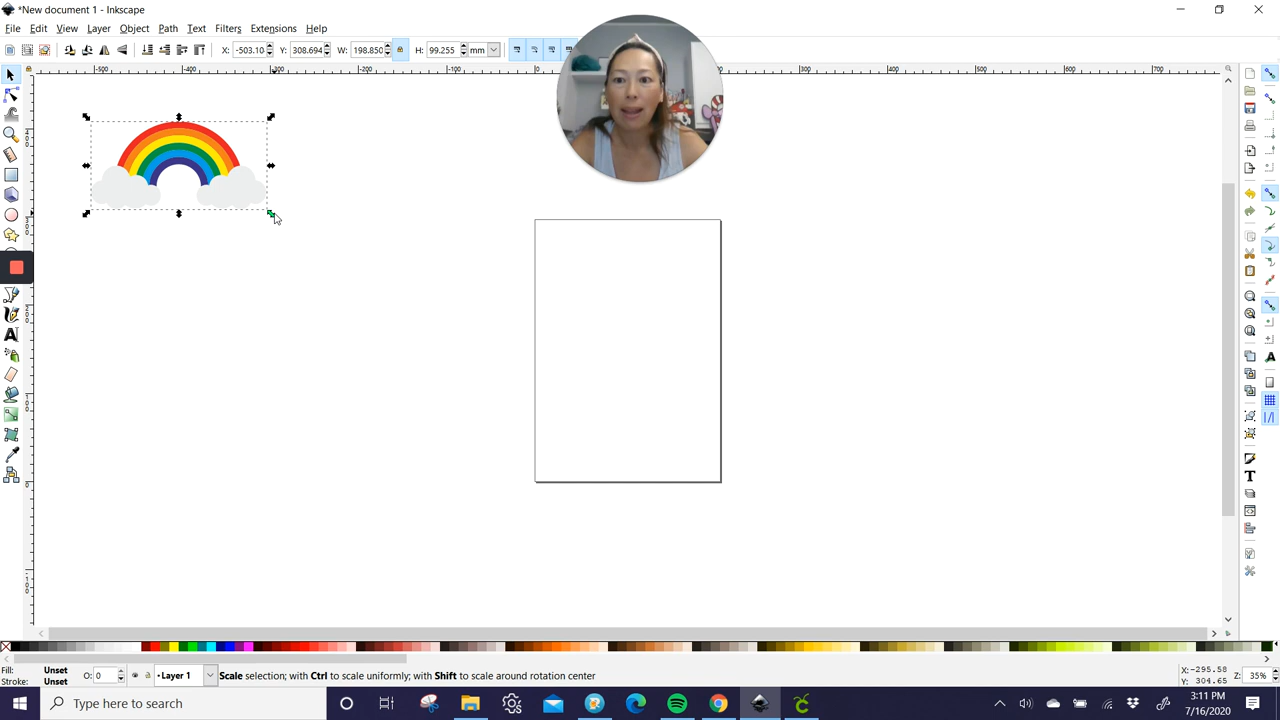 *New document 1 - Inkscape
File Edit View Layer Object Path Text Filters Extensions Help
X: -503.10 Y: 308.694 W: 198.850 H: 99.255 mm
-500 -400 -300 -200 -100 0 300 400 500 600 700
Fill: Unset
Stroke: Unset
O: 0
•Layer 1
Scale selection; with Ctrl to scale uniformly; with Shift to scale around rotation center
X:-295.58
Y: 304.65
Z: 35%
Type here to search
3:11 PM
7/16/2020